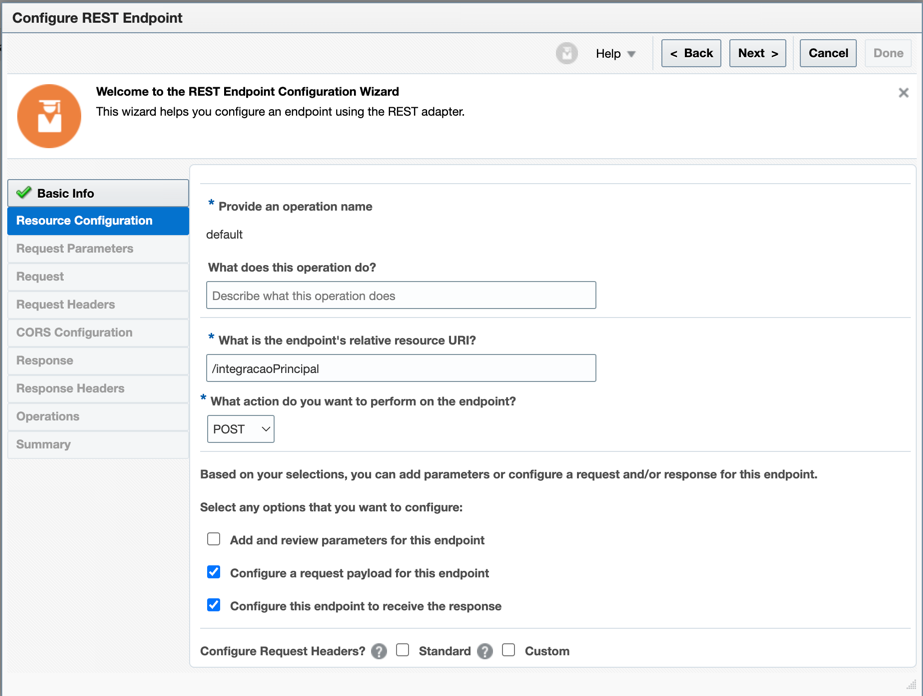 Configure REST Endpoint
Help
< Back
Next >
Cancel
Done
Welcome to the REST Endpoint Configuration Wizard
This wizard helps you configure an endpoint using the REST adapter.
Basic Info
Resource Configuration
Request Parameters
Request
Request Headers
CORS Configuration
Response
Response Headers
Operations
Summary
* Provide an operation name
default
What does this operation do?
Describe what this operation does
* What is the endpoint's relative resource URI?
/integracaoPrincipal
* What action do you want to perform on the endpoint?
POST
Based on your selections, you can add parameters or configure a request and/or response for this endpoint.
Select any options that you want to configure:
Add and review parameters for this endpoint
Configure a request payload for this endpoint
Configure this endpoint to receive the response
Configure Request Headers? ? Standard ? Custom